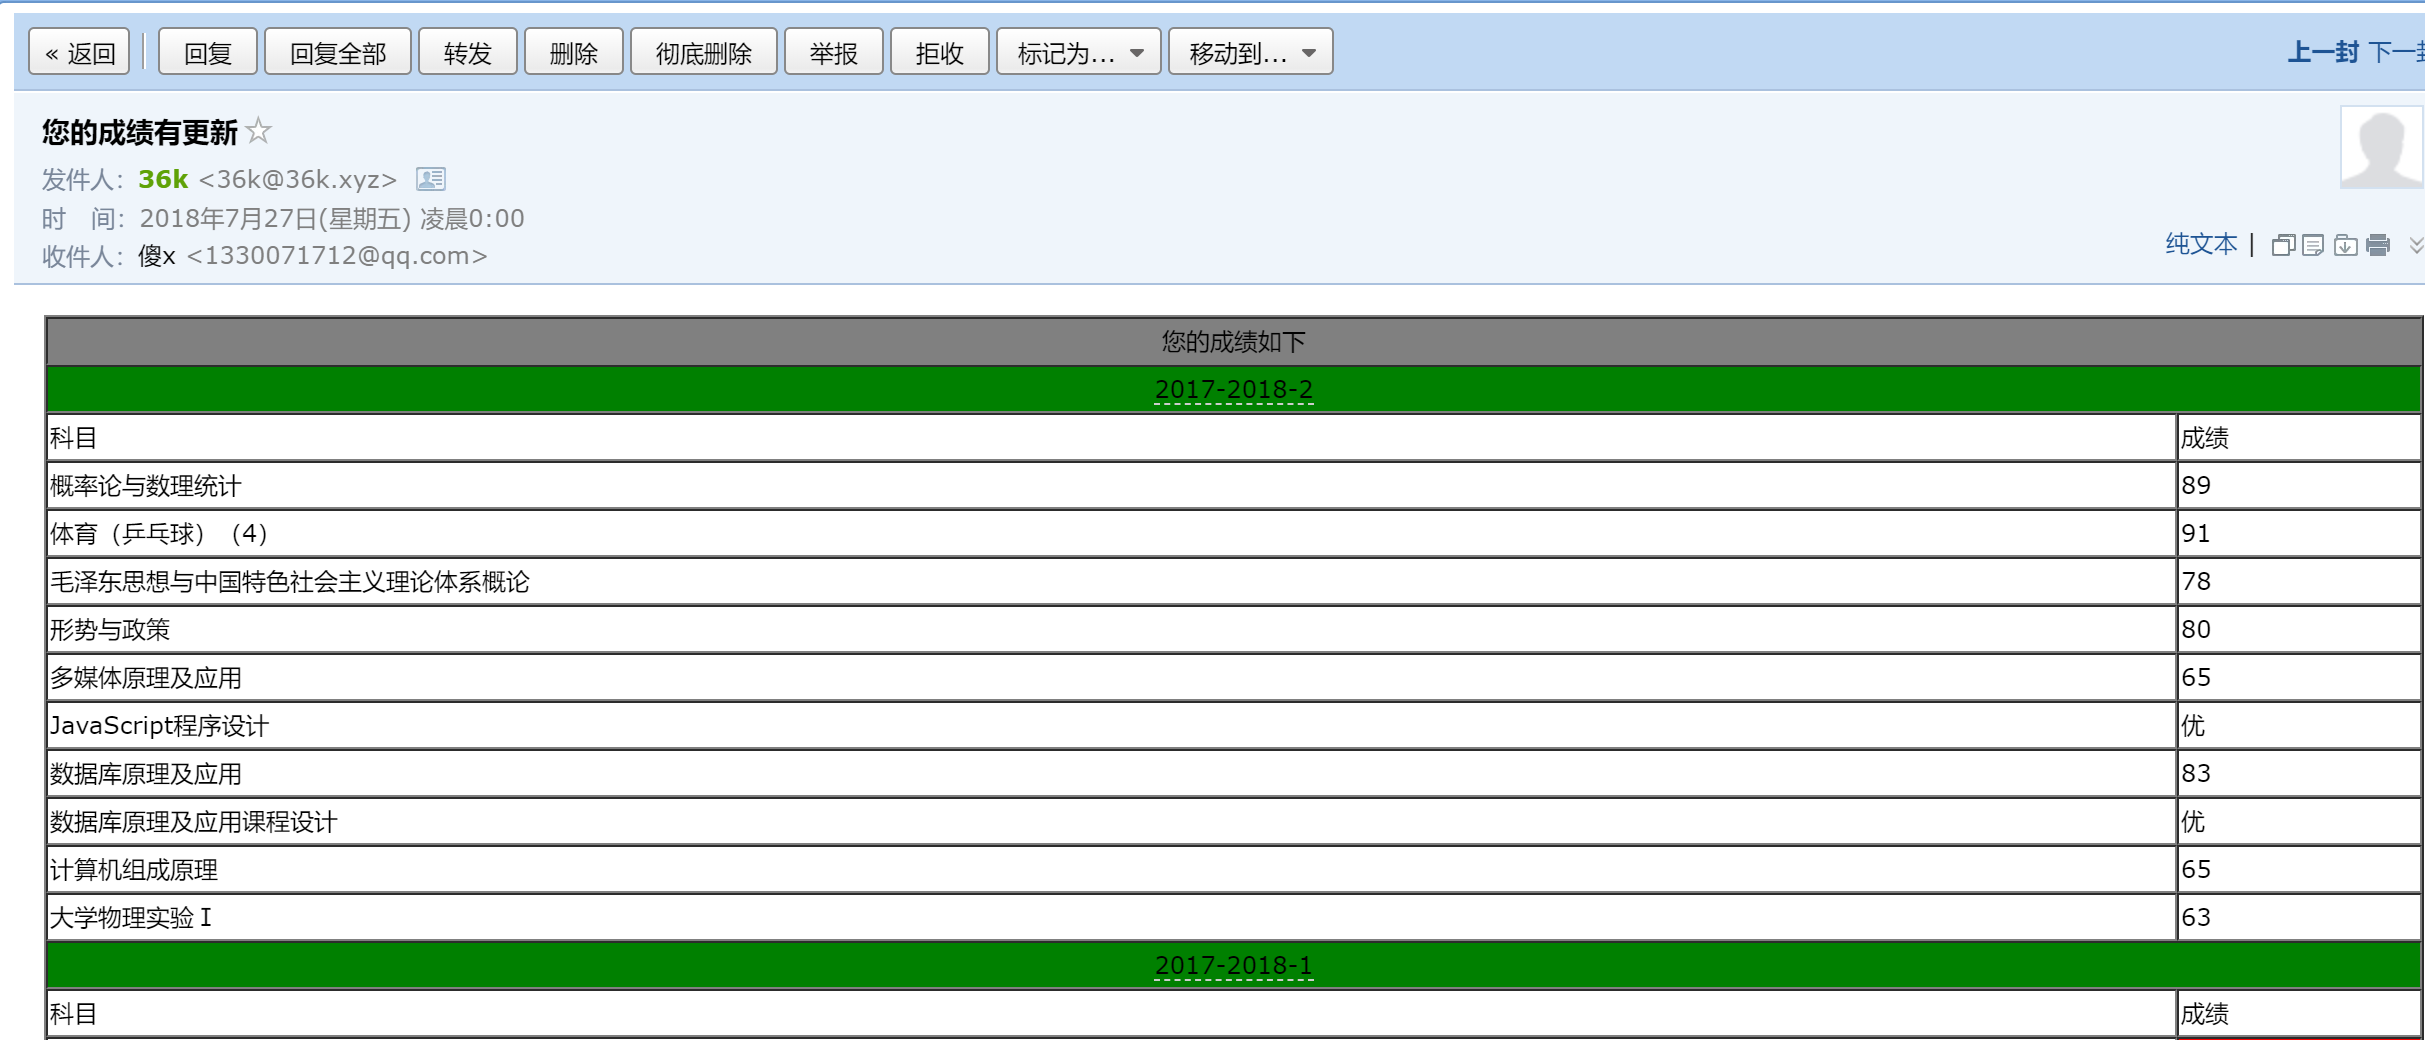 « 返回 回复 回复全部 转发 删除 彻底删除 举报 拒收 标记为... 移动到... 上一封 下一
您的成绩有更新
发件人：36k <36k@36k.xyz>
时 间：2018年7月27日(星期五) 凌晨0:00
收件人：傻x <1330071712@qq.com>
纯文本 |
您的成绩如下
2017-2018-2
科目 成绩
概率论与数理统计 89
体育（乒乓球）（4） 91
毛泽东思想与中国特色社会主义理论体系概论 78
形势与政策 80
多媒体原理及应用 65
JavaScript程序设计 优
数据库原理及应用 83
数据库原理及应用课程设计 优
计算机组成原理 65
大学物理实验 I 63
2017-2018-1
科目 成绩